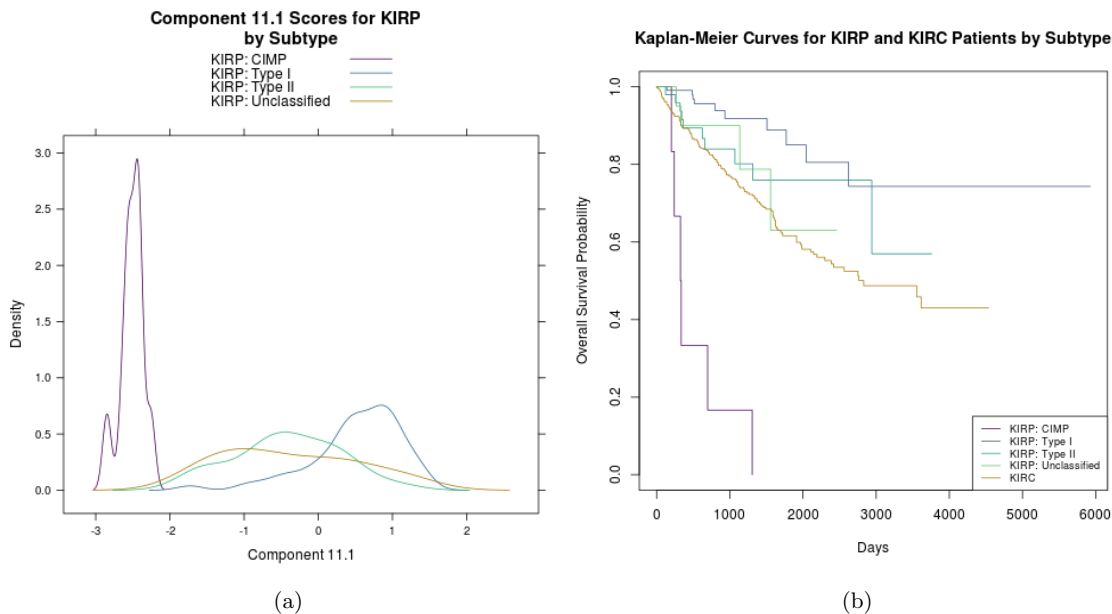 Component 11.1 Scores for KIRP
by Subtype
KIRP: CIMP
KIRP: Type I
KIRP: Type II
KIRP: Unclassified
3.0
2.5
2.0
1.5
1.0
0.5
0.0
Density
-3 -2 -1 0 1 2
Component 11.1
(a)
Kaplan-Meier Curves for KIRP and KIRC Patients by Subtype
1.0
0.8
0.6
0.4
0.2
0.0
Overall Survival Probability
KIRP: CIMP
KIRP: Type I
KIRP: Type II
KIRP: Unclassified
KIRC
0 1000 2000 3000 4000 5000 6000
Days
(b)